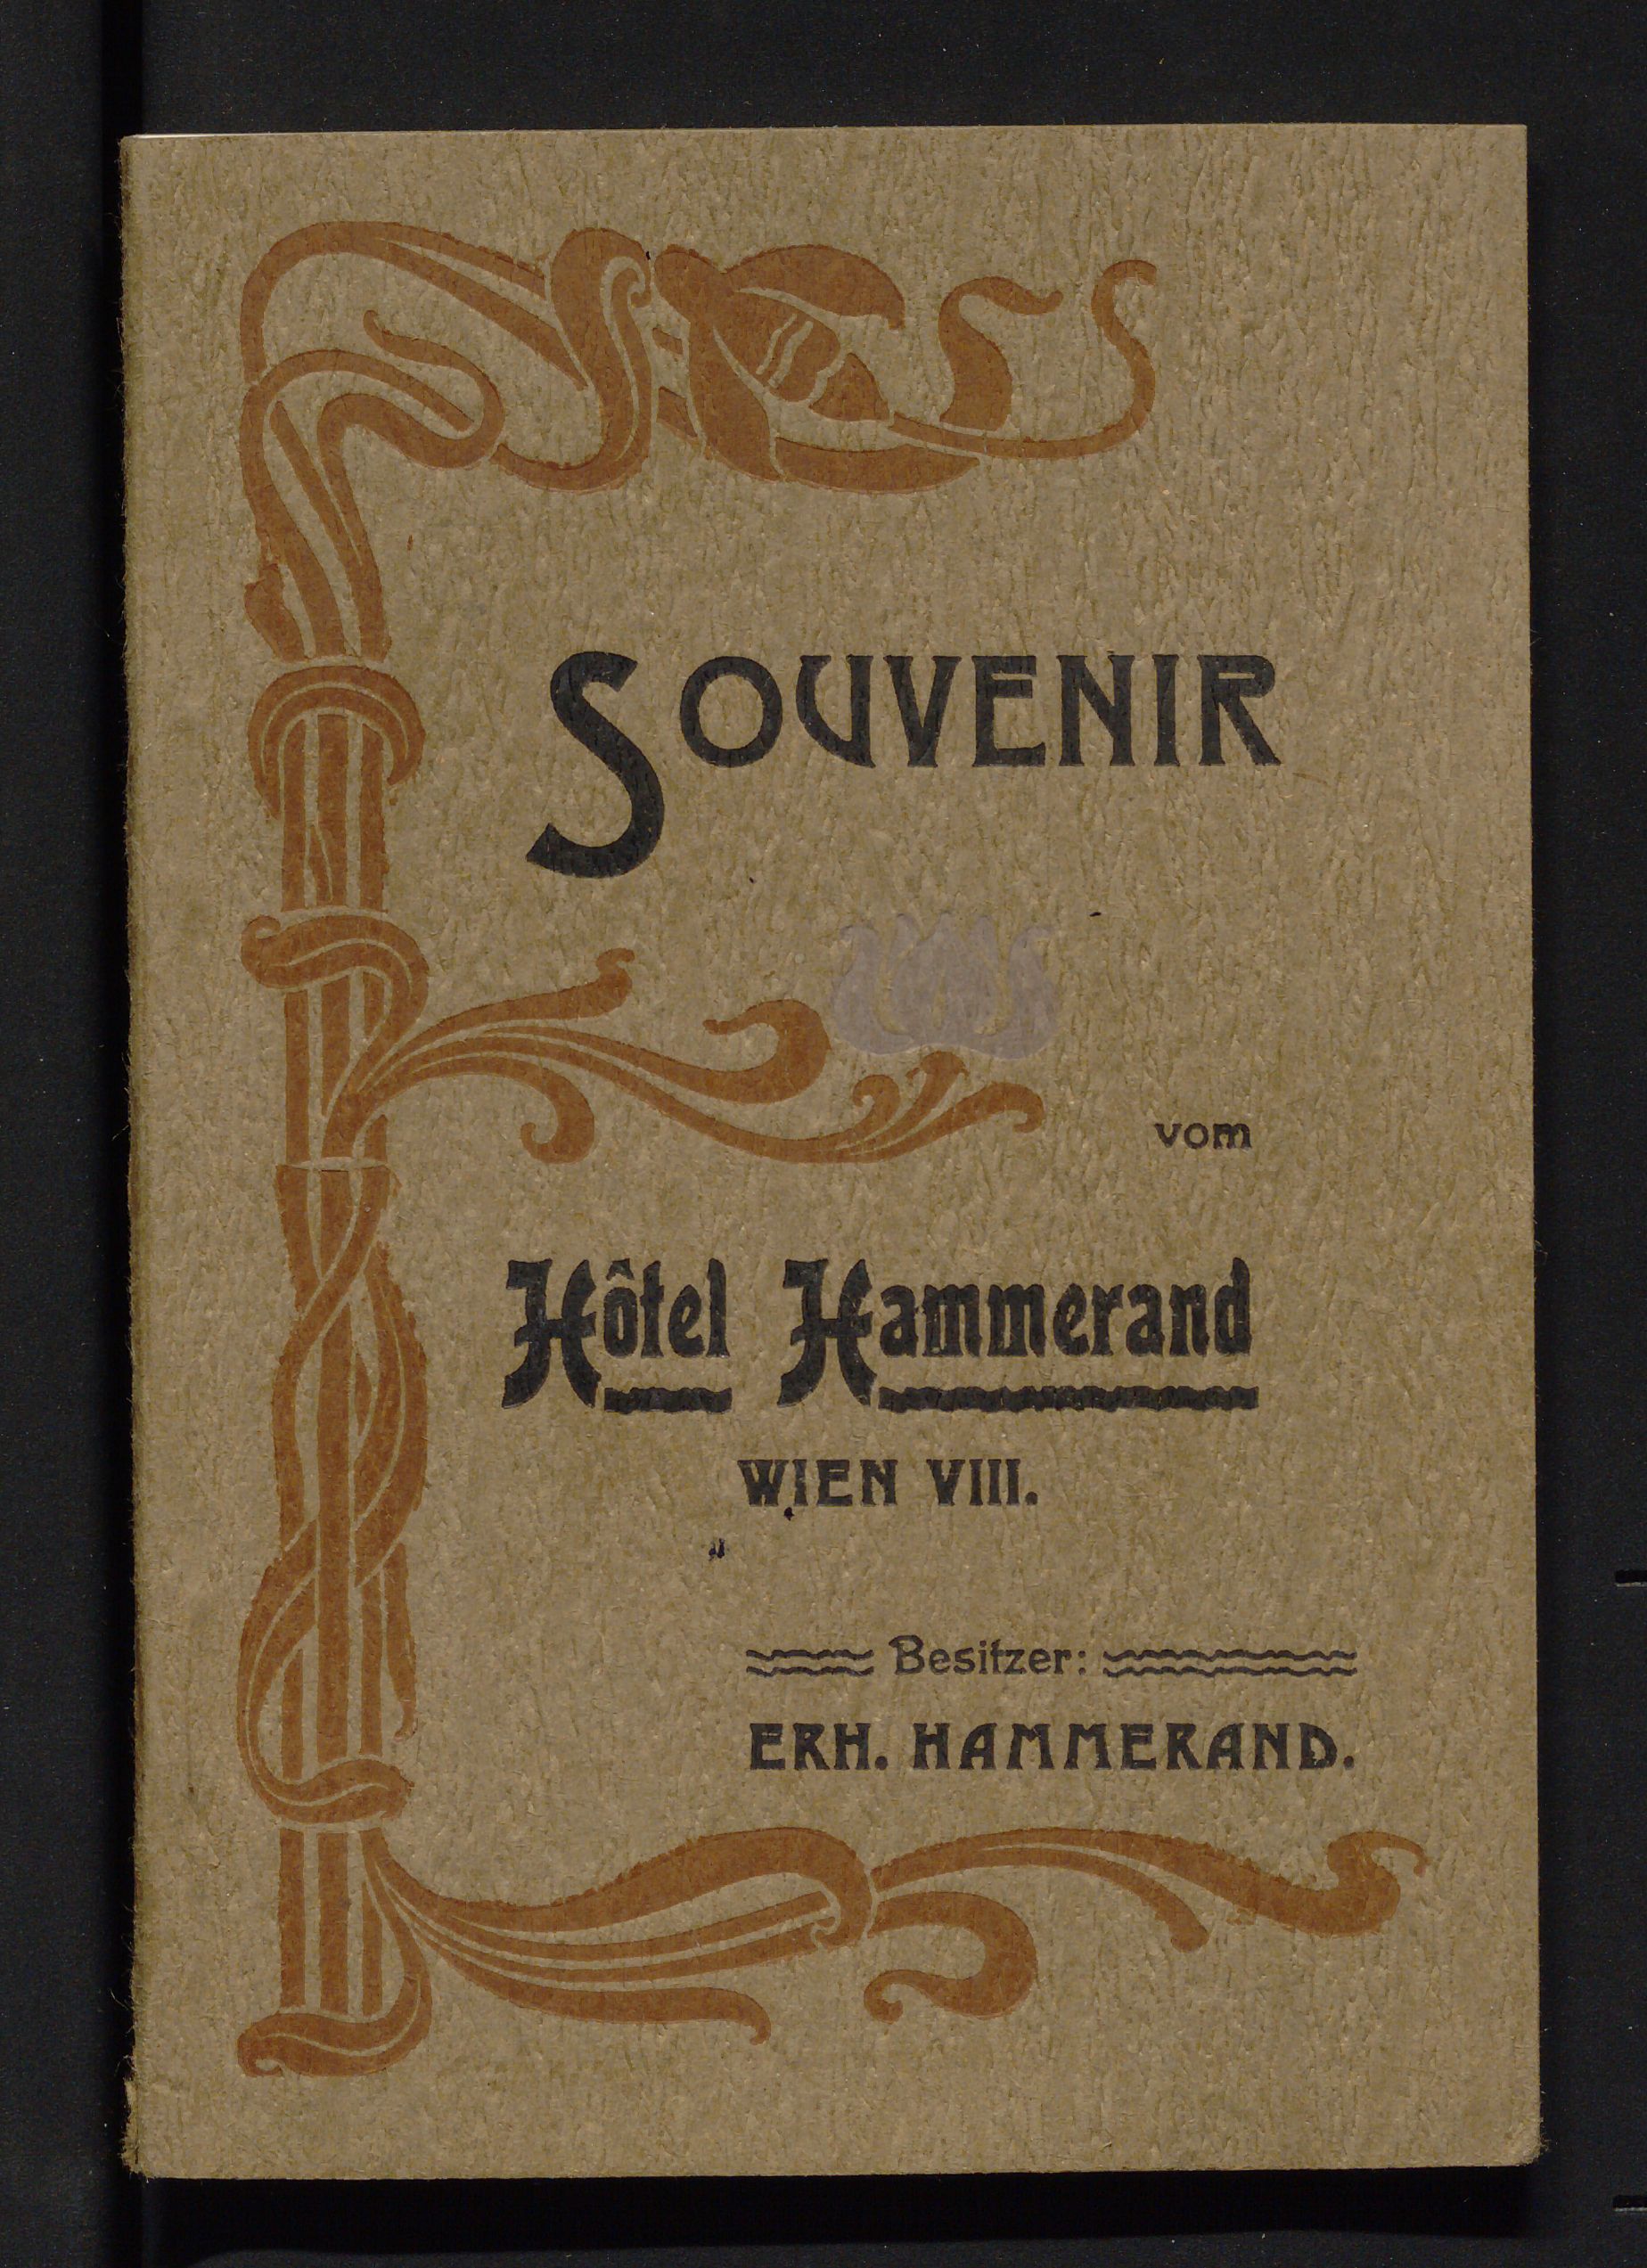 SOUVENIR
vom
Hôtel Hammerand
WIEN VIII.
Besitzer:
ERH. HAMMERAND.